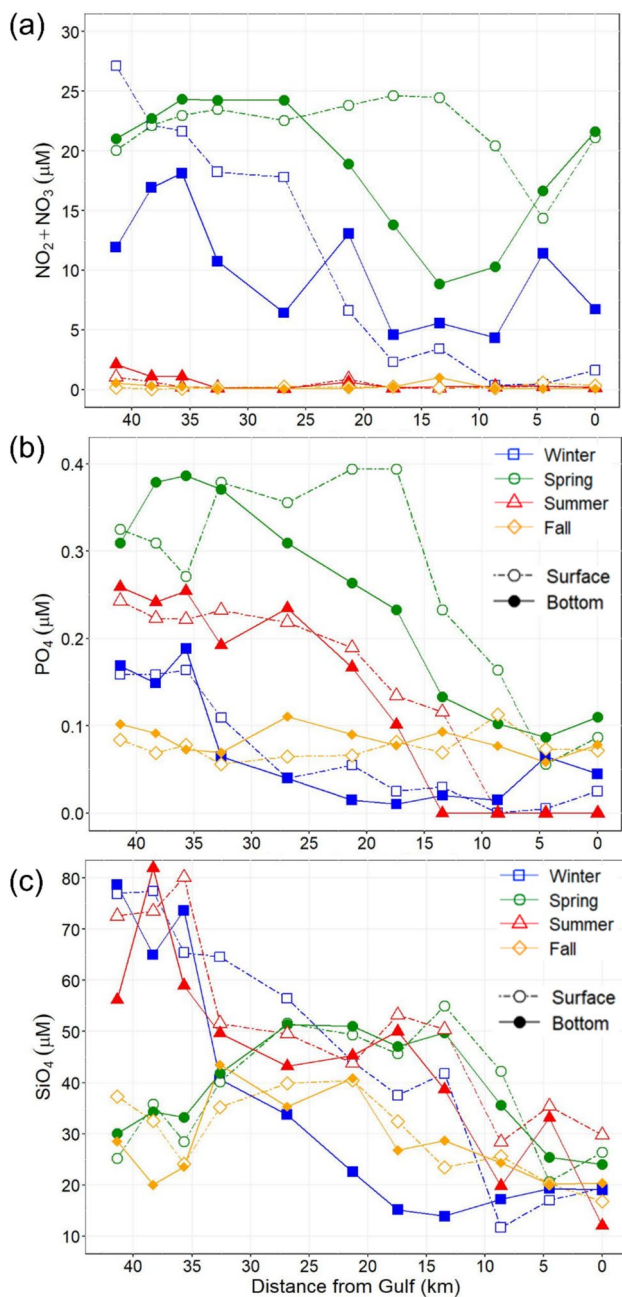 (a)
30
25
20
15
10
5
0
NO2 + NO3 (µM)
40 35 30 25 20 15 10 5 0
(b)
0.4
0.3
0.2
0.1
0.0
PO4 (µM)
Winter
Spring
Summer
Fall
Surface
Bottom
40 35 30 25 20 15 10 5 0
(c)
80
70
60
50
40
30
20
10
SiO4 (µM)
Winter
Spring
Summer
Fall
Surface
Bottom
40 35 30 25 20 15 10 5 0
Distance from Gulf (km)